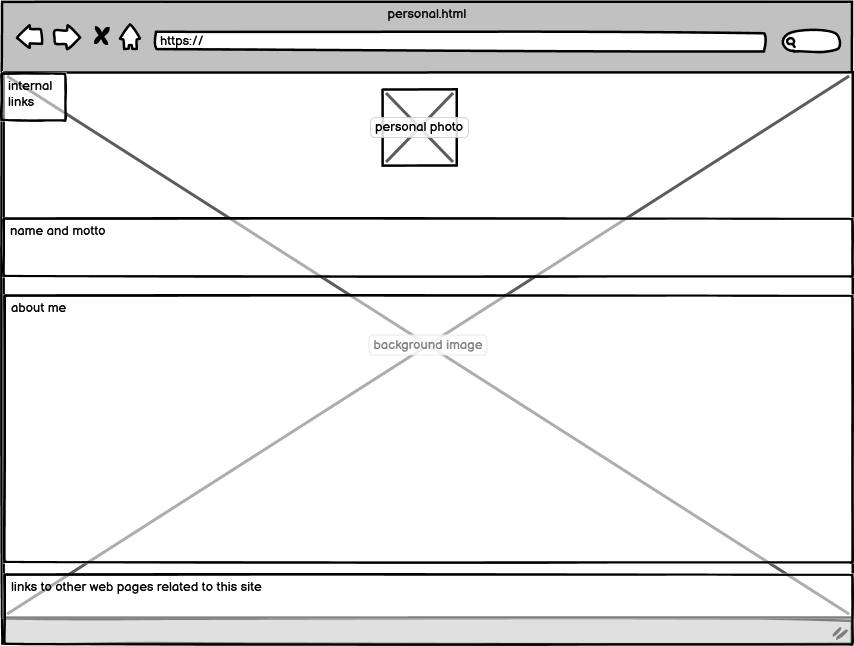 personal.html
https://
internal
links
personal photo
name and motto
about me
background image
links to other web pages related to this site